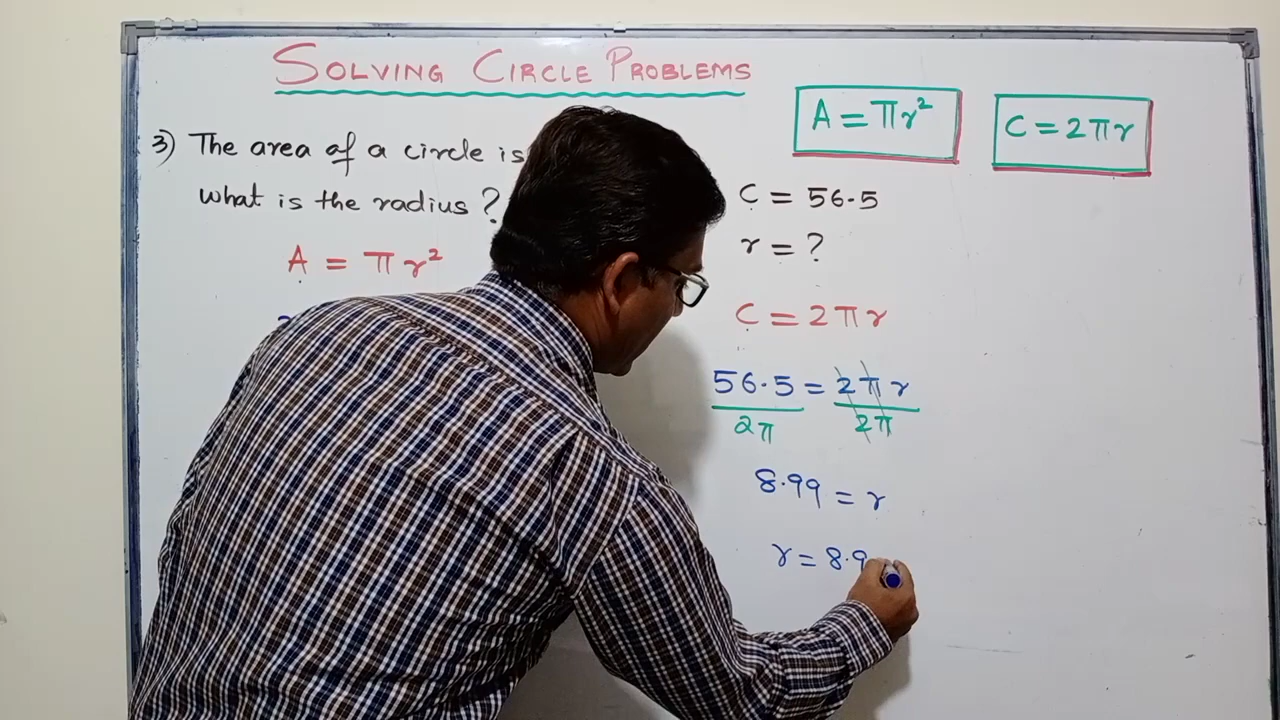 SOLVING CIRCLE PROBLEMS
A = πr²
C = 2πr
3) The area of a circle is
what is the radius ?
A = πr²
C = 56.5
r = ?
C = 2πr
56.5 = 2πr
2π 2π
8.99 = r
r = 8.9